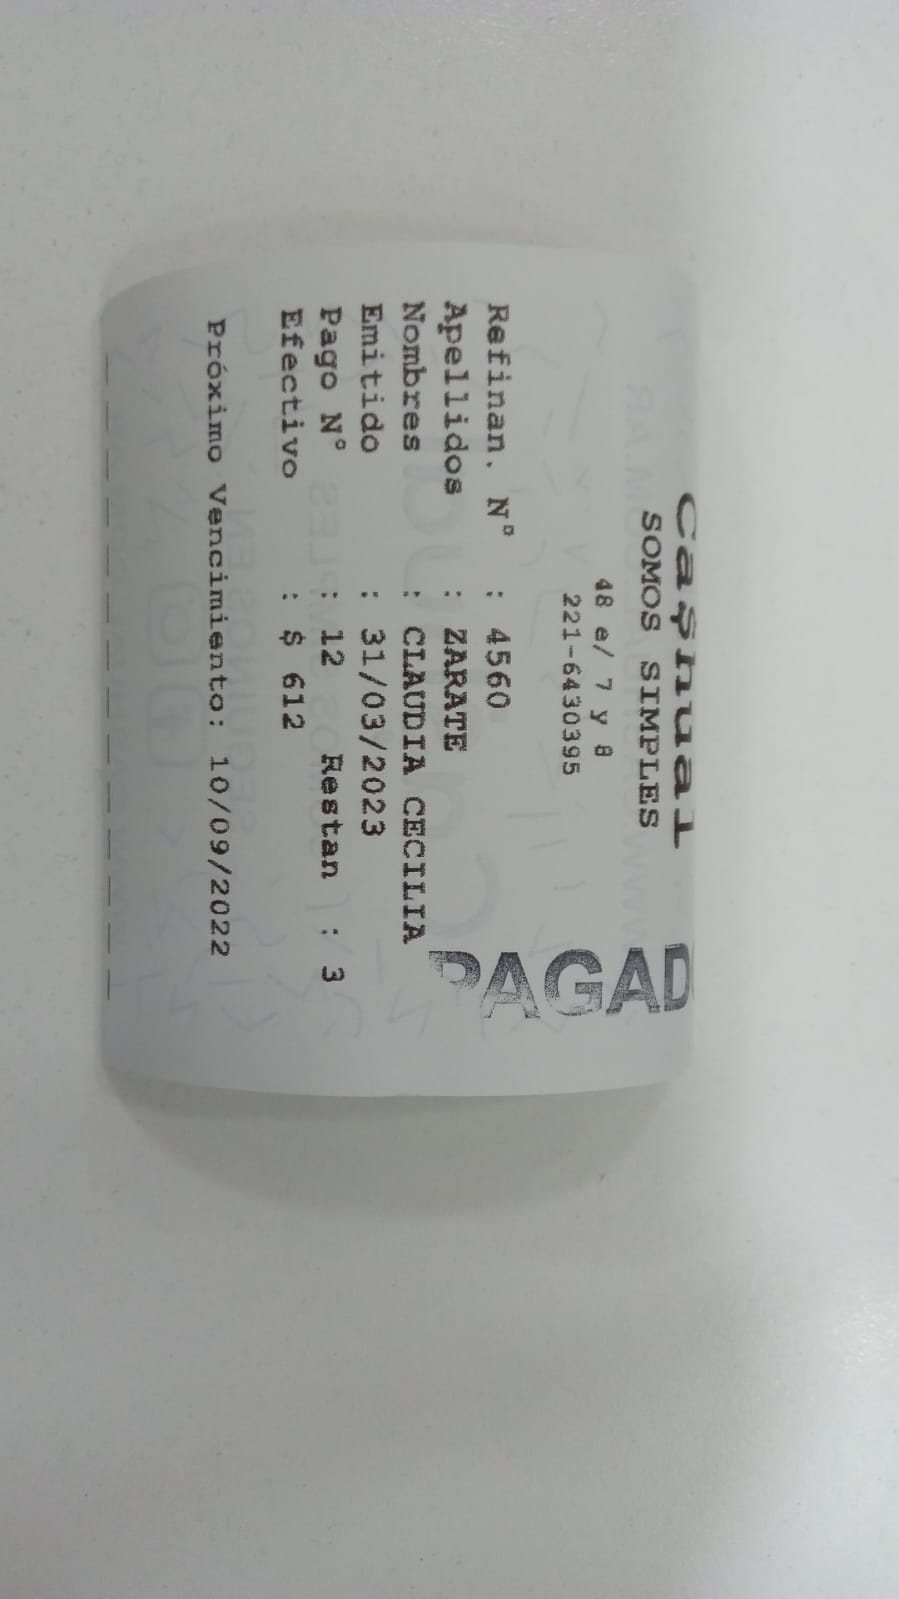 Ca$hual
SOMOS SIMPLES
48 e/ 7 y 8
221-6430395
PAGAD
Refinan. Nº : 4560
Apellidos : ZARATE
Nombres : CLAUDIA CECILIA
Emitido : 31/03/2023
Pago N° : 12 Restan : 3
Efectivo : $ 612
Próximo Vencimiento: 10/09/2022